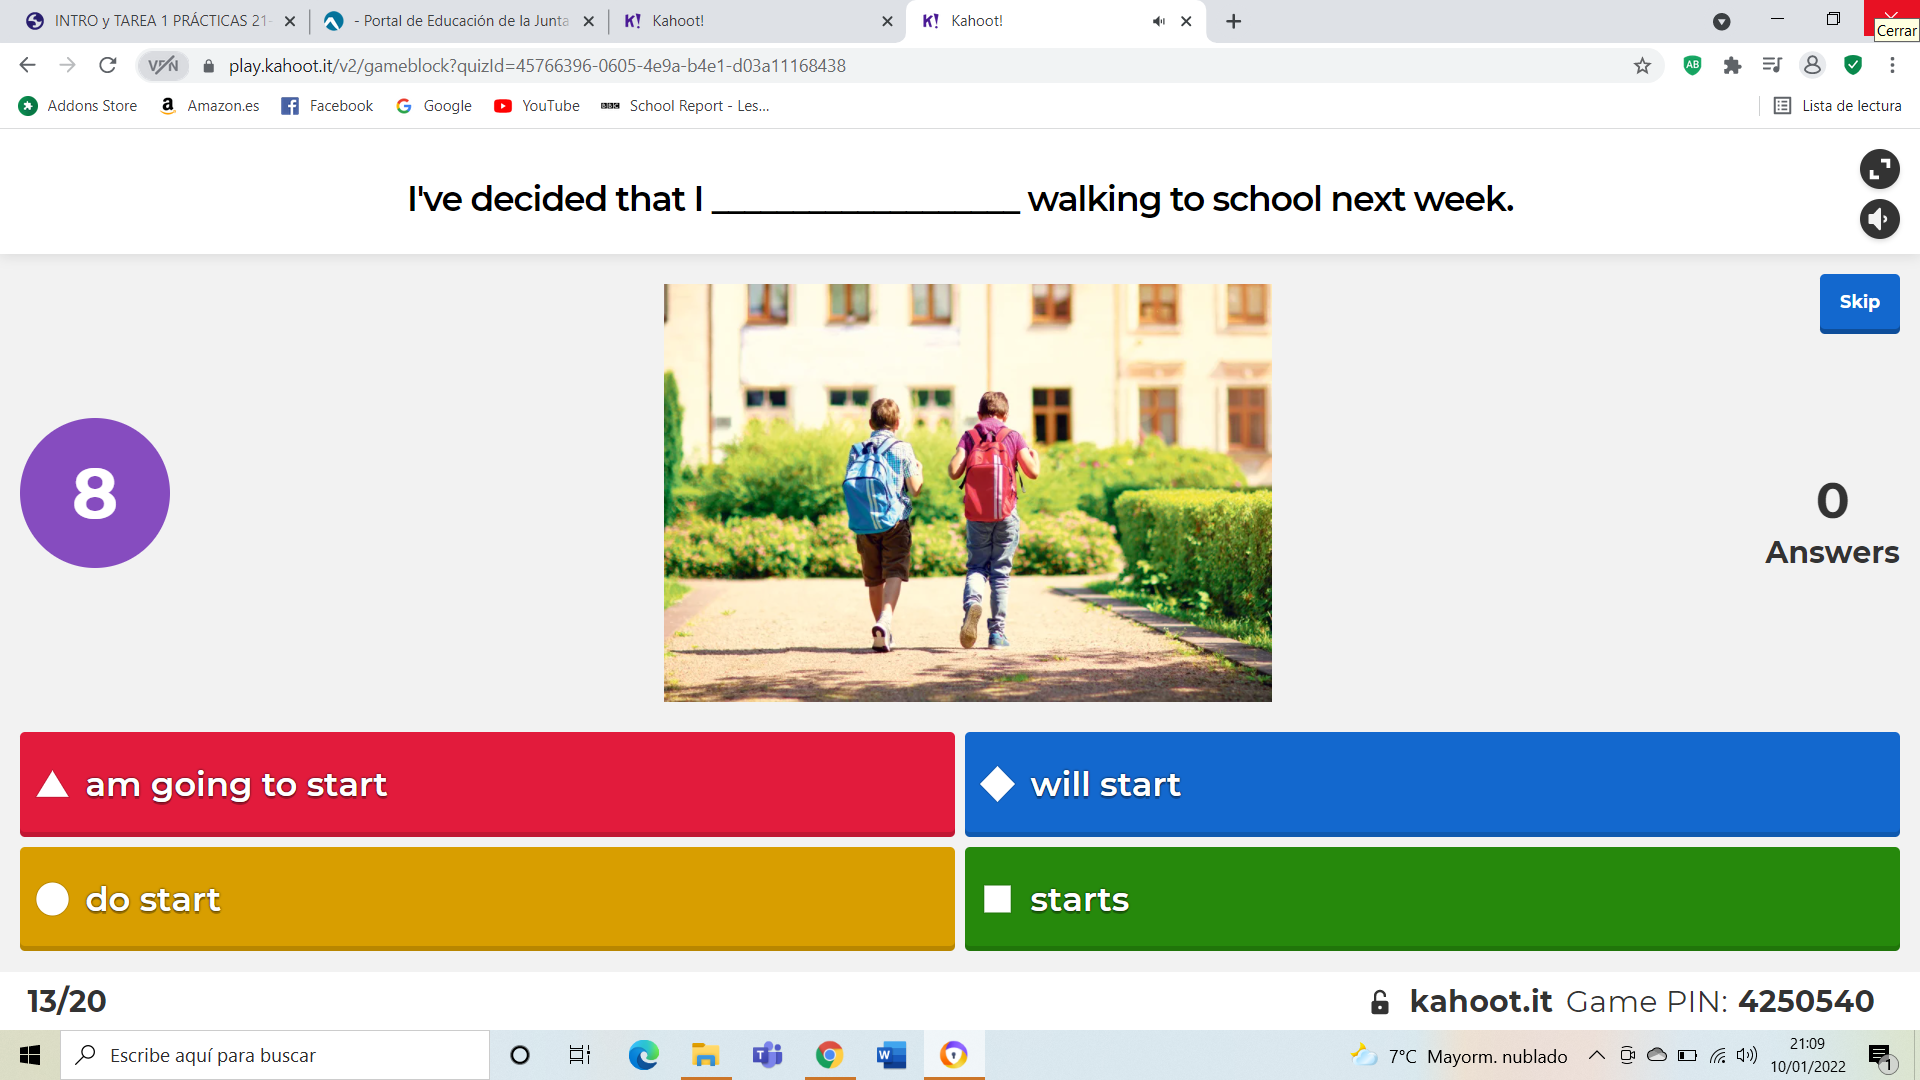 INTRO y TAREA 1 PRÁCTICAS 21-
- Portal de Educación de la Junta
K! Kahoot!
K! Kahoot!
Cerrar
VPN
play.kahoot.it/v2/gameblock?quizId=45766396-0605-4e9a-b4e1-d03a11168438
AB
Addons Store
Amazon.es
Facebook
Google
YouTube
BBC School Report - Les...
Lista de lectura
I've decided that I ________________ walking to school next week.
Skip
8
0
Answers
am going to start
will start
do start
starts
13/20
kahoot.it Game PIN: 4250540
Escribe aquí para buscar
7°C Mayorm. nublado
21:09
10/01/2022
1